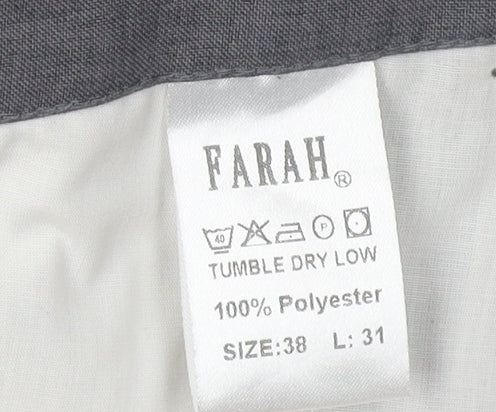 FARAH®
40 P
TUMBLE DRY LOW
100% Polyester
SIZE:38 L: 31